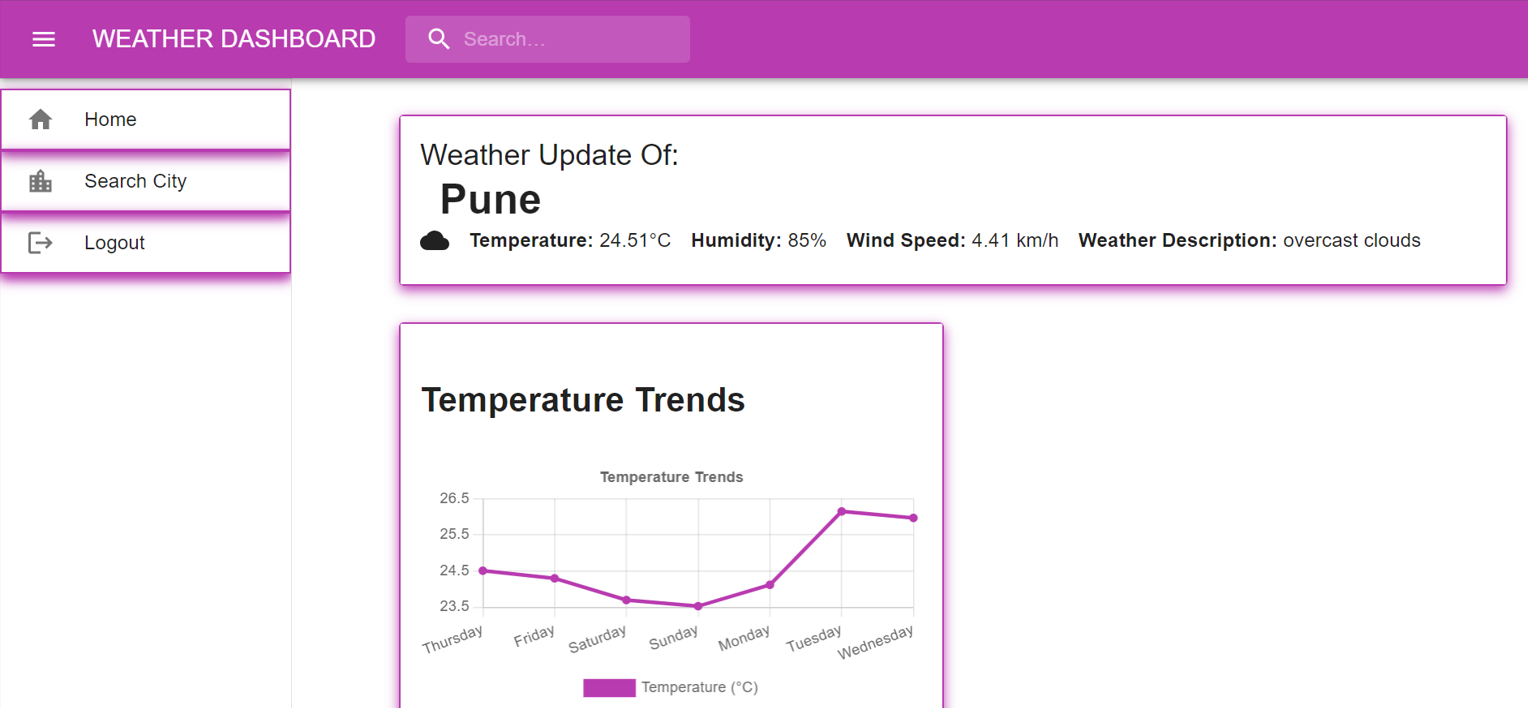 WEATHER DASHBOARD
Search…
Home
Search City
Logout
Weather Update Of:
Pune
Temperature: 24.51°C Humidity: 85% Wind Speed: 4.41 km/h Weather Description: overcast clouds
Temperature Trends
Temperature Trends
26.5
25.5
24.5
23.5
Thursday Friday Saturday Sunday Monday Tuesday Wednesday
Temperature (°C)